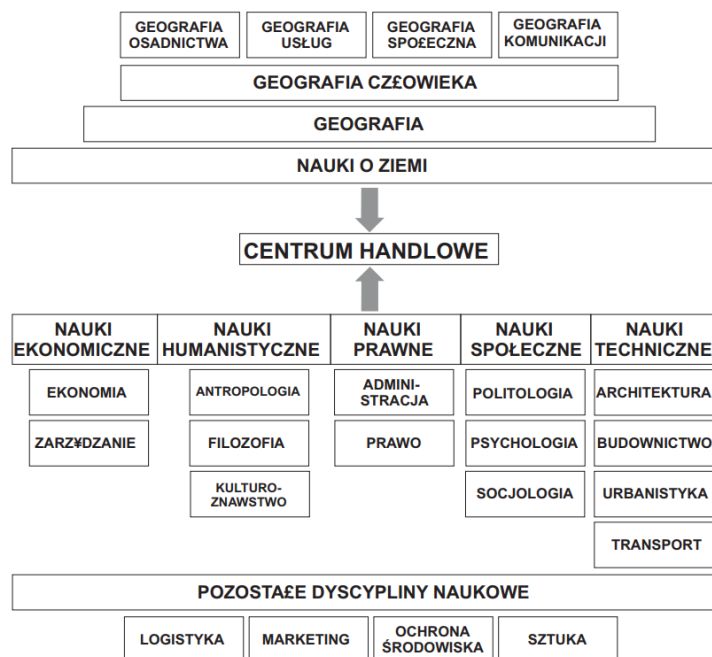 GEOGRAFIA
OSADNICTWA
GEOGRAFIA
USŁUG
GEOGRAFIA
SPO£ECZNA
GEOGRAFIA
KOMUNIKACJI
GEOGRAFIA CZ£OWIEKA
GEOGRAFIA
NAUKI O ZIEMI
CENTRUM HANDLOWE
NAUKI
EKONOMICZNE
NAUKI
HUMANISTYCZNE
NAUKI
PRAWNE
NAUKI
SPOŁECZNE
NAUKI
TECHNICZNE
EKONOMIA
ZARZ¥DZANIE
ANTROPOLOGIA
FILOZOFIA
KULTURO-
ZNAWSTWO
ADMINI-
STRACJA
PRAWO
POLITOLOGIA
PSYCHOLOGIA
SOCJOLOGIA
ARCHITEKTURA
BUDOWNICTWO
URBANISTYKA
TRANSPORT
POZOSTA£E DYSCYPLINY NAUKOWE
LOGISTYKA
MARKETING
OCHRONA
ŚRODOWISKA
SZTUKA